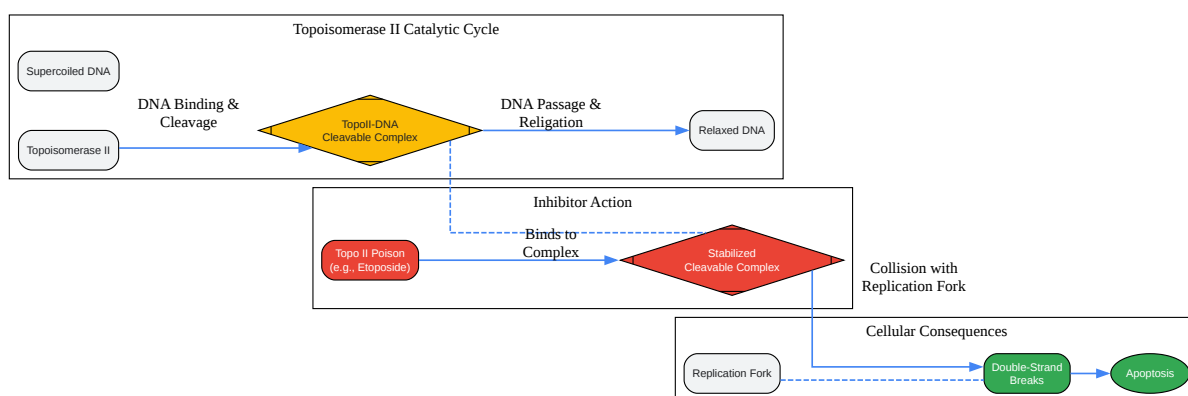 Topoisomerase II Catalytic Cycle
Supercoiled DNA
DNA Binding &
Cleavage
DNA Passage &
Religation
TopoII-DNA
Cleavable Complex
Relaxed DNA
Topoisomerase II
Inhibitor Action
Binds to
Complex
Topo II Poison
(e.g., Etoposide)
Stabilized
Cleavable Complex
Collision with
Replication Fork
Cellular Consequences
Replication Fork
Double-Strand
Breaks
Apoptosis